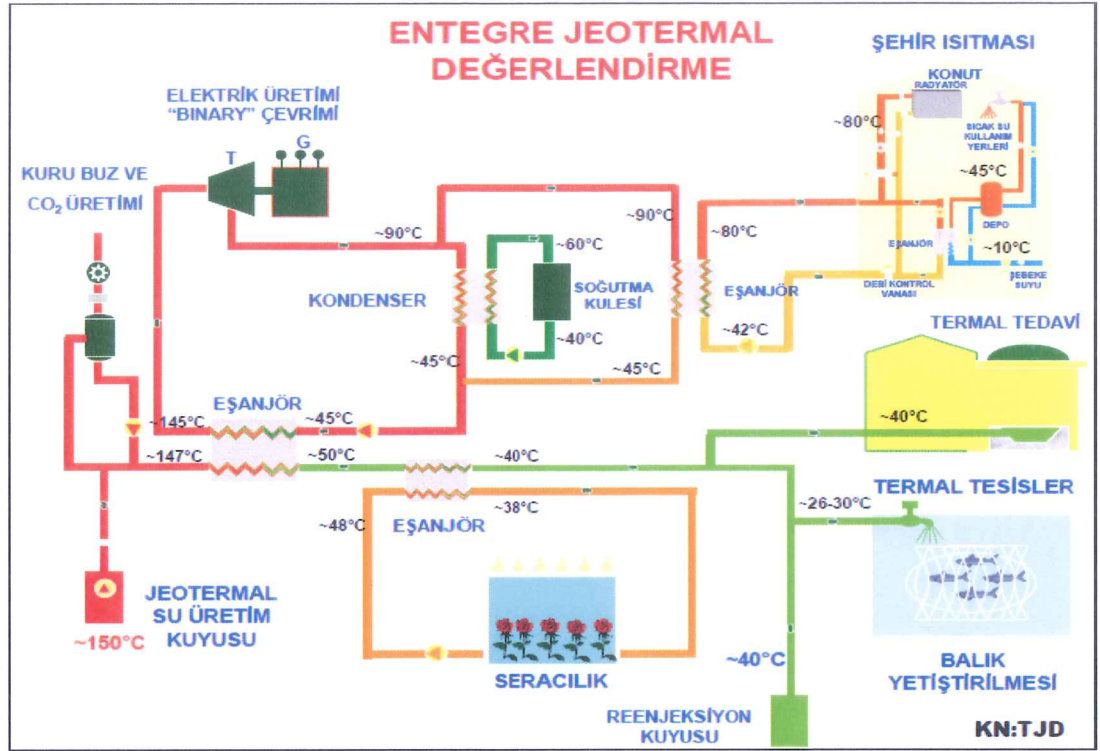 ENTEGRE JEOTERMAL
DEĞERLENDİRME
ŞEHİR ISITMASI
KONUT
RADYATÖR
~80°C
SICAK SU
KULLANIM
YERLERİ
~45°C
DEPO
EŞANJÖR
~10°C
DEBİ KONTROL
VANASI
ŞEBEKE
SUYU
ELEKTRİK ÜRETİMİ
"BINARY" ÇEVRİMİ
T
G
KURU BUZ VE
CO₂ ÜRETİMİ
~90°C
~90°C
~80°C
~60°C
KONDENSER
SOĞUTMA
KULESİ
EŞANJÖR
~40°C
~42°C
~45°C
~45°C
TERMAL TEDAVİ
~40°C
EŞANJÖR
~145°C
~45°C
~147°C
~50°C
~40°C
TERMAL TESİSLER
~26-30°C
~48°C
EŞANJÖR
~38°C
JEOTERMAL
SU ÜRETİM
KUYUSU
~150°C
SERACILIK
~40°C
BALIK
YETİŞTİRİLMESİ
REENJEKSİYON
KUYUSU
KN:TJD